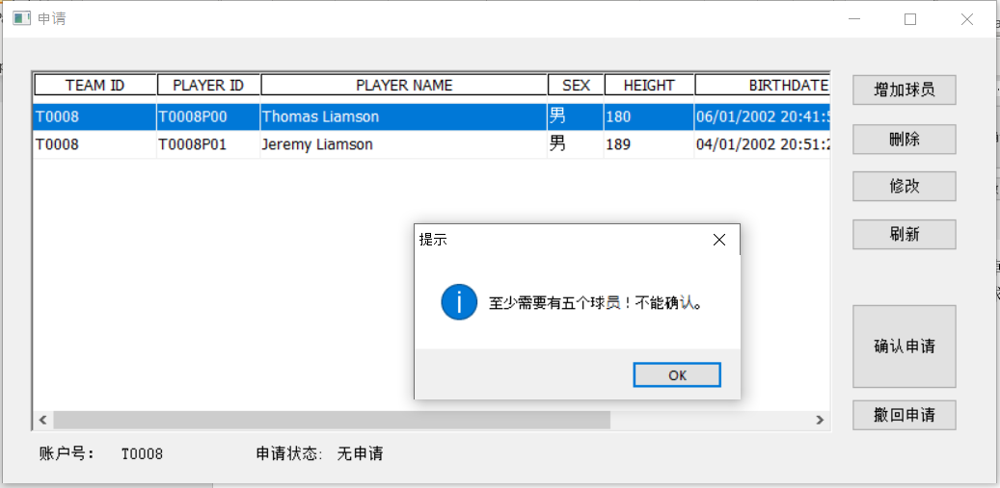 申请
TEAM ID PLAYER ID PLAYER NAME SEX HEIGHT BIRTHDATE
T0008 T0008P00 Thomas Liamson 男 180 06/01/2002 20:41:5
T0008 T0008P01 Jeremy Liamson 男 189 04/01/2002 20:51:2
增加球员
删除
修改
刷新
确认申请
撤回申请
提示
至少需要有五个球员！不能确认。
OK
账户号： T0008 申请状态: 无申请